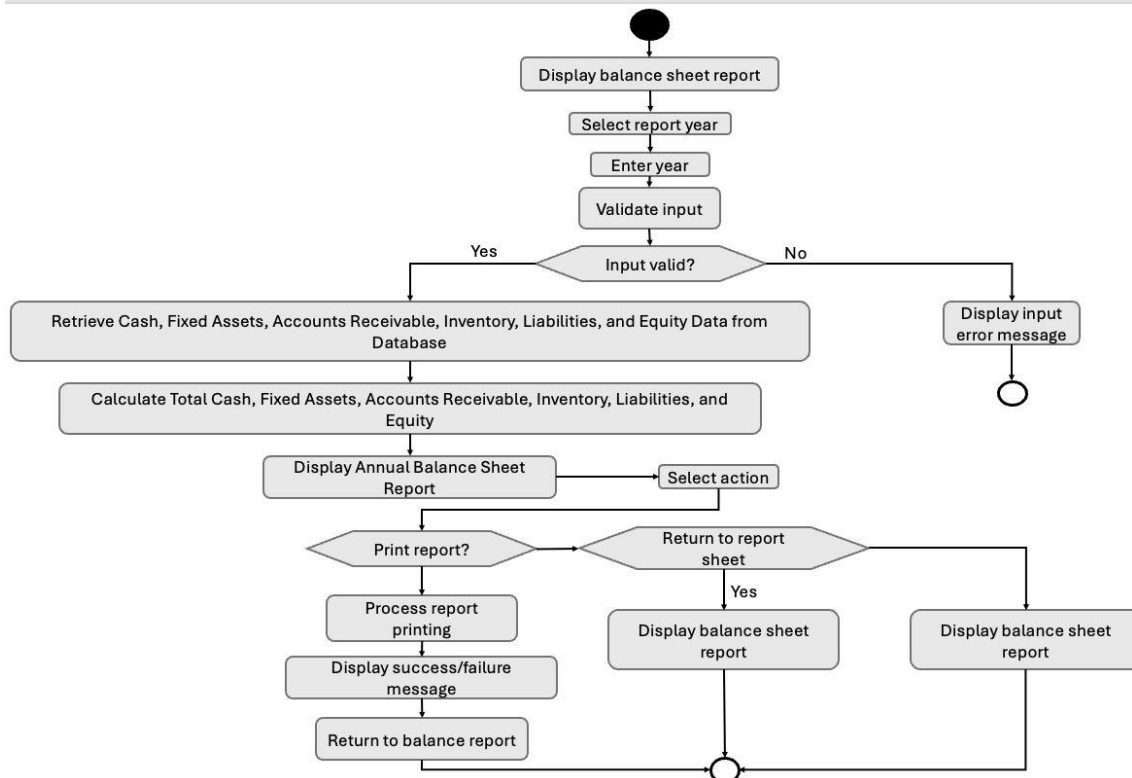 Display balance sheet report
Select report year
Enter year
Validate input
Yes
Input valid?
No
Retrieve Cash, Fixed Assets, Accounts Receivable, Inventory, Liabilities, and Equity Data from
Database
Display input
error message
Calculate Total Cash, Fixed Assets, Accounts Receivable, Inventory, Liabilities, and
Equity
Display Annual Balance Sheet
Report
Select action
Print report?
Return to report
sheet
Yes
Process report
printing
Display balance sheet
report
Display balance sheet
report
Display success/failure
message
Return to balance report